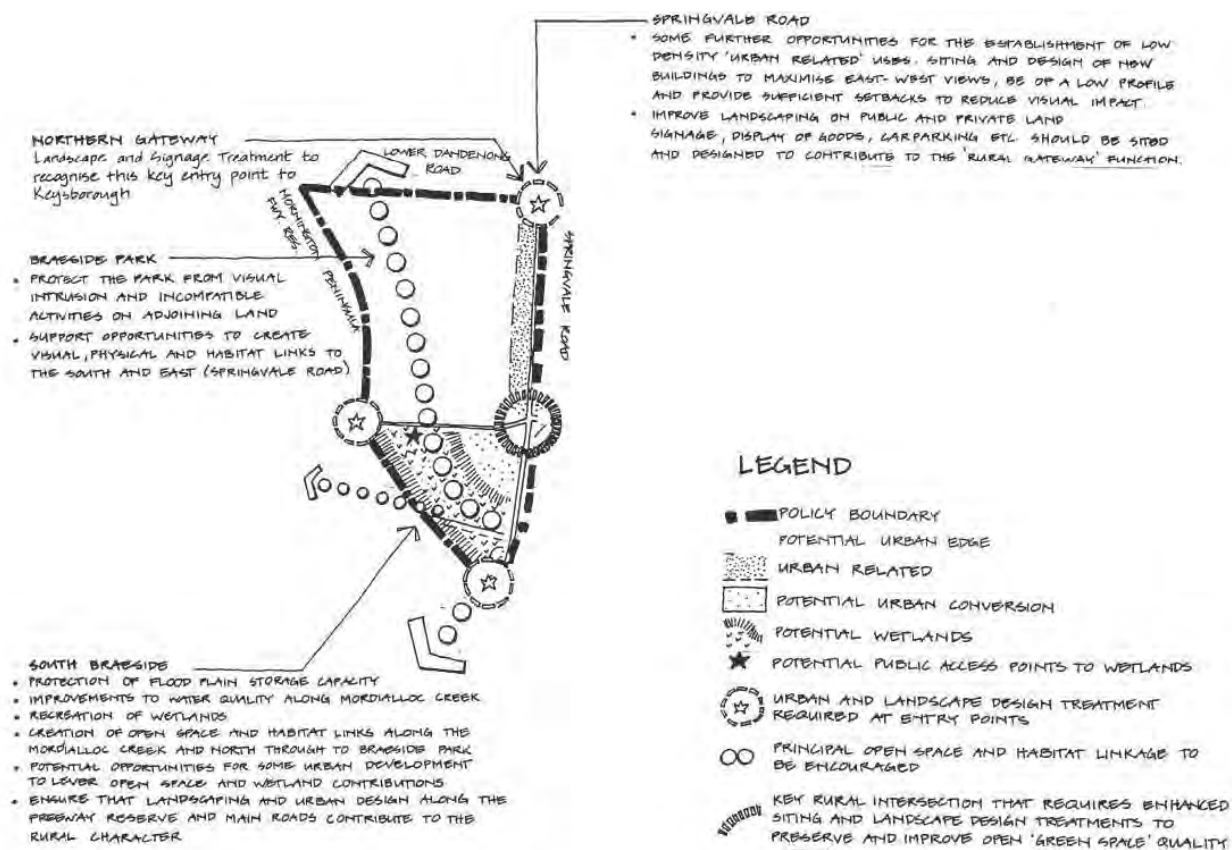 SPRINGVALE ROAD
• SOME FURTHER OPPORTUNITIES FOR THE ESTABLISHMENT OF LOW
DENSITY 'URBAN RELATED' USES. SITING AND DESIGN OF NEW
BUILDINGS TO MAXIMISE EAST-WEST VIEWS, BE OF A LOW PROFILE
AND PROVIDE SUFFICIENT SETBACKS TO REDUCE VISUAL IMPACT.
• IMPROVE LANDSCAPING ON PUBLIC AND PRIVATE LAND
SIGNAGE, DISPLAY OF GOODS, CARPARKING ETC. SHOULD BE SITED
AND DESIGNED TO CONTRIBUTE TO THE 'RURAL GATEWAY' FUNCTION.
NORTHERN GATEWAY
Landscape and Signage Treatment to
recognise this key entry point to
Keysborough
LOWER DANDENONG
ROAD
MORNINGTON PENINSULA
FWY RES.
SPRINGVALE ROAD
BRAESIDE PARK
• PROTECT THE PARK FROM VISUAL
INTRUSION AND INCOMPATIBLE
ACTIVITIES ON ADJOINING LAND
• SUPPORT OPPORTUNITIES TO CREATE
VISUAL, PHYSICAL AND HABITAT LINKS TO
THE SOUTH AND EAST (SPRINGVALE ROAD)
SOUTH BRAESIDE
• PROTECTION OF FLOOD PLAIN STORAGE CAPACITY
• IMPROVEMENTS TO WATER QUALITY ALONG MORDIALLOC CREEK
• RECREATION OF WETLANDS
• CREATION OF OPEN SPACE AND HABITAT LINKS ALONG THE
MORDIALLOC CREEK AND NORTH THROUGH TO BRAESIDE PARK
• POTENTIAL OPPORTUNITIES FOR SOME URBAN DEVELOPMENT
TO LEVER OPEN SPACE AND WETLAND CONTRIBUTIONS
• ENSURE THAT LANDSCAPING AND URBAN DESIGN ALONG THE
FREEWAY RESERVE AND MAIN ROADS CONTRIBUTE TO THE
RURAL CHARACTER
LEGEND
POLICY BOUNDARY
POTENTIAL URBAN EDGE
URBAN RELATED
POTENTIAL URBAN CONVERSION
POTENTIAL WETLANDS
POTENTIAL PUBLIC ACCESS POINTS TO WETLANDS
URBAN AND LANDSCAPE DESIGN TREATMENT
REQUIRED AT ENTRY POINTS
PRINCIPAL OPEN SPACE AND HABITAT LINKAGE TO
BE ENCOURAGED
KEY RURAL INTERSECTION THAT REQUIRES ENHANCED
SITING AND LANDSCAPE DESIGN TREATMENTS TO
PRESERVE AND IMPROVE OPEN 'GREEN SPACE' QUALITY